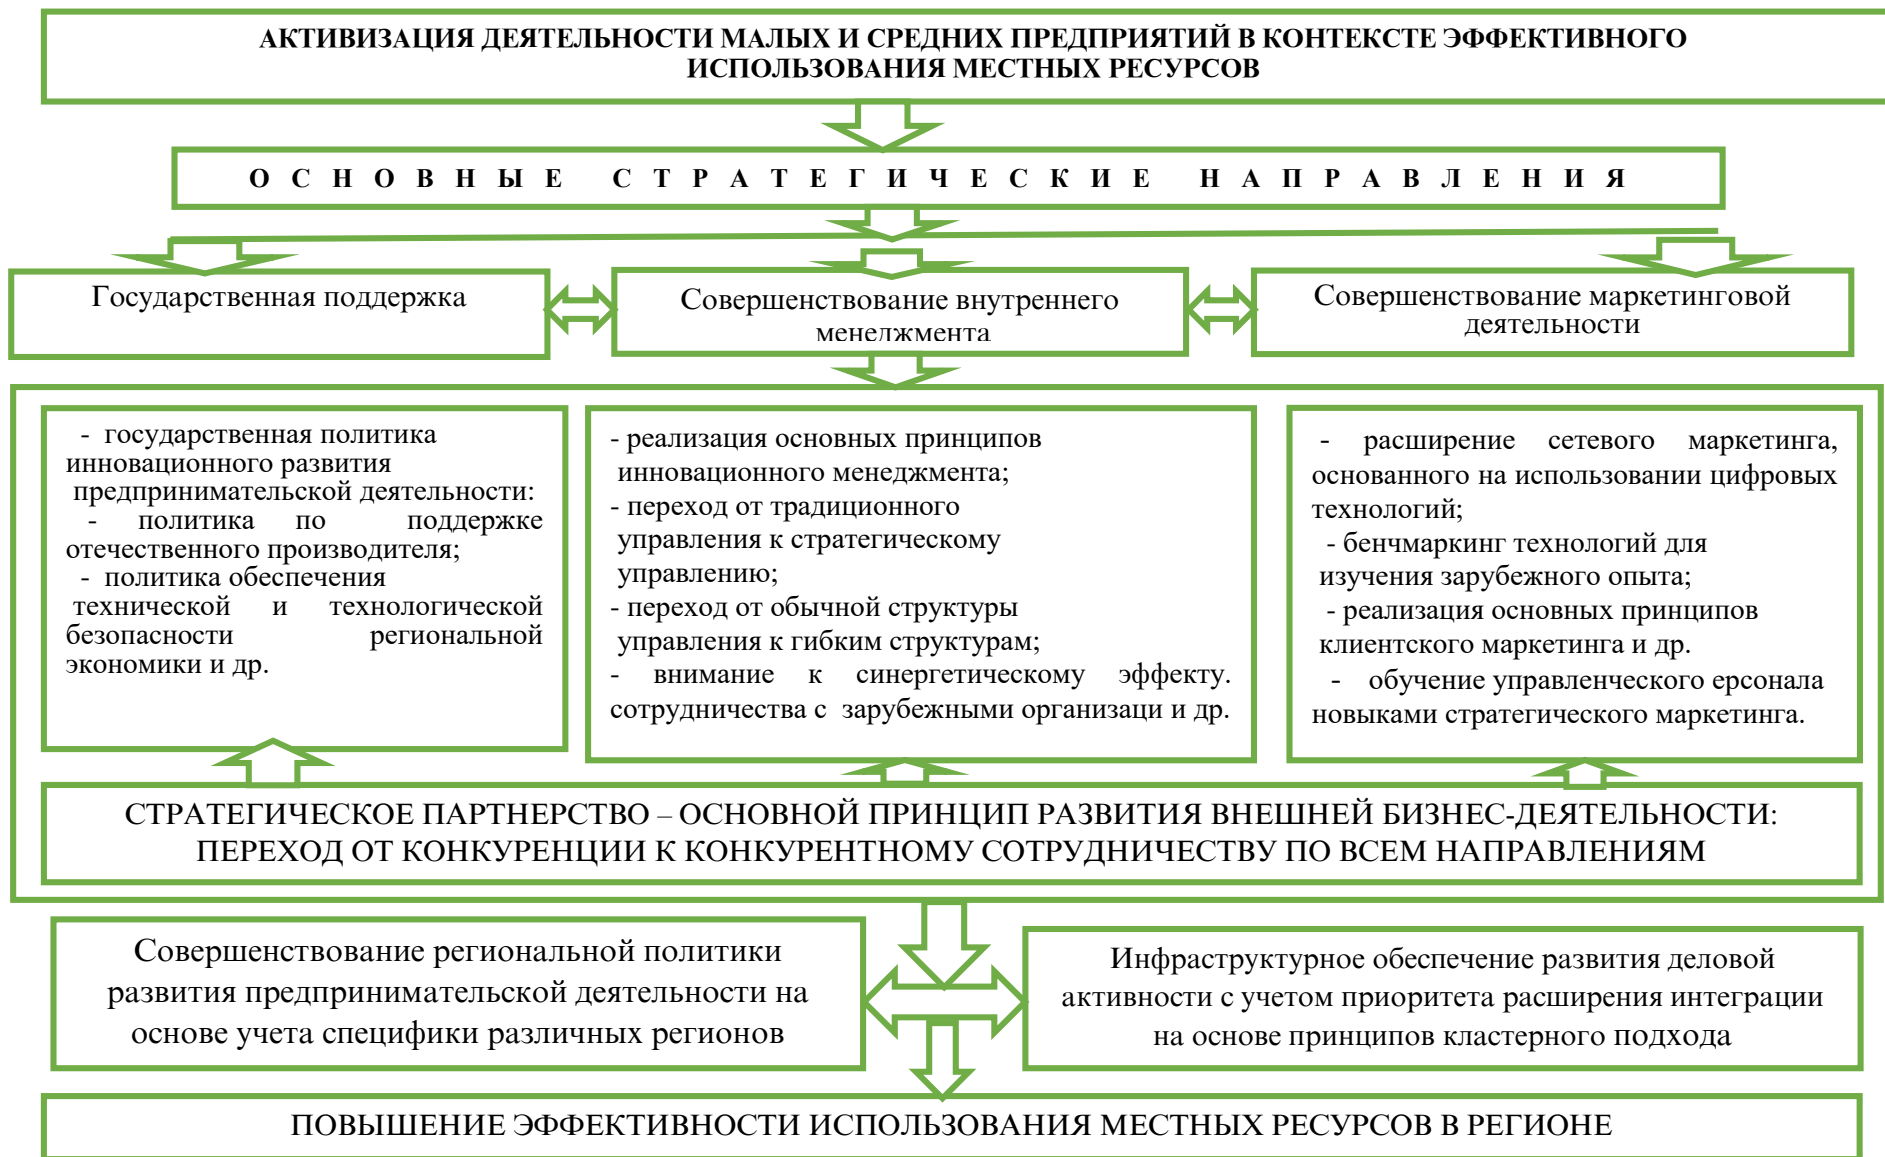 АКТИВИЗАЦИЯ ДЕЯТЕЛЬНОСТИ МАЛЫХ И СРЕДНИХ ПРЕДПРИЯТИЙ В КОНТЕКСТЕ ЭФФЕКТИВНОГО
ИСПОЛЬЗОВАНИЯ МЕСТНЫХ РЕСУРСОВ
О С Н О В Н Ы Е С Т Р А Т Е Г И Ч Е С К И Е Н А П Р А В Л Е Н И Я
Государственная поддержка
Совершенствование внутреннего
менеджмента
Совершенствование маркетинговой
деятельности
- государственная политика
инновационного развития
предпринимательской деятельности:
- политика по поддержке
отечественного производителя;
- политика обеспечения
технической и технологической
безопасности региональной
экономики и др.
- реализация основных принципов
инновационного менеджмента;
- переход от традиционного
управления к стратегическому
управлению;
- переход от обычной структуры
управления к гибким структурам;
- внимание к синергетическому эффекту.
сотрудничества с зарубежными организаци и др.
- расширение сетевого маркетинга,
основанного на использовании цифровых
технологий;
- бенчмаркинг технологий для
изучения зарубежного опыта;
- реализация основных принципов
клиентского маркетинга и др.
- обучение управленческого ерсонала
новыками стратегического маркетинга.
СТРАТЕГИЧЕСКОЕ ПАРТНЕРСТВО – ОСНОВНОЙ ПРИНЦИП РАЗВИТИЯ ВНЕШНЕЙ БИЗНЕС-ДЕЯТЕЛЬНОСТИ:
ПЕРЕХОД ОТ КОНКУРЕНЦИИ К КОНКУРЕНТНОМУ СОТРУДНИЧЕСТВУ ПО ВСЕМ НАПРАВЛЕНИЯМ
Совершенствование региональной политики
развития предпринимательской деятельности на
основе учета специфики различных регионов
Инфраструктурное обеспечение развития деловой
активности с учетом приоритета расширения интеграции
на основе принципов кластерного подхода
ПОВЫШЕНИЕ ЭФФЕКТИВНОСТИ ИСПОЛЬЗОВАНИЯ МЕСТНЫХ РЕСУРСОВ В РЕГИОНЕ